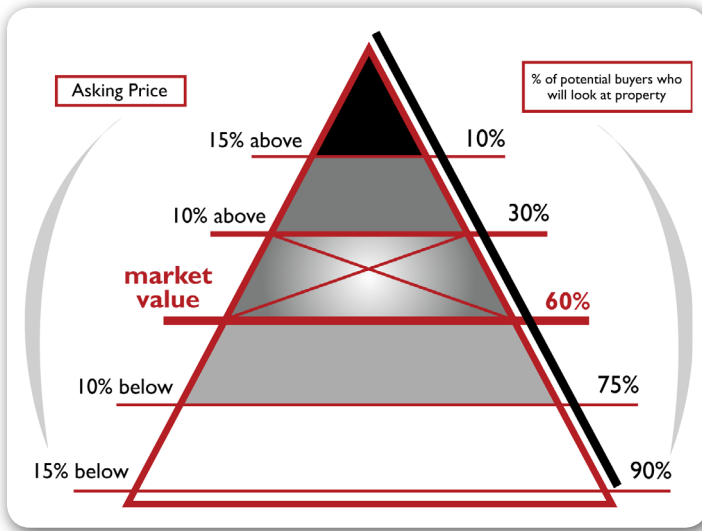 Asking Price
% of potential buyers who
will look at property
15% above
10%
10% above
30%
market
value
60%
10% below
75%
15% below
90%